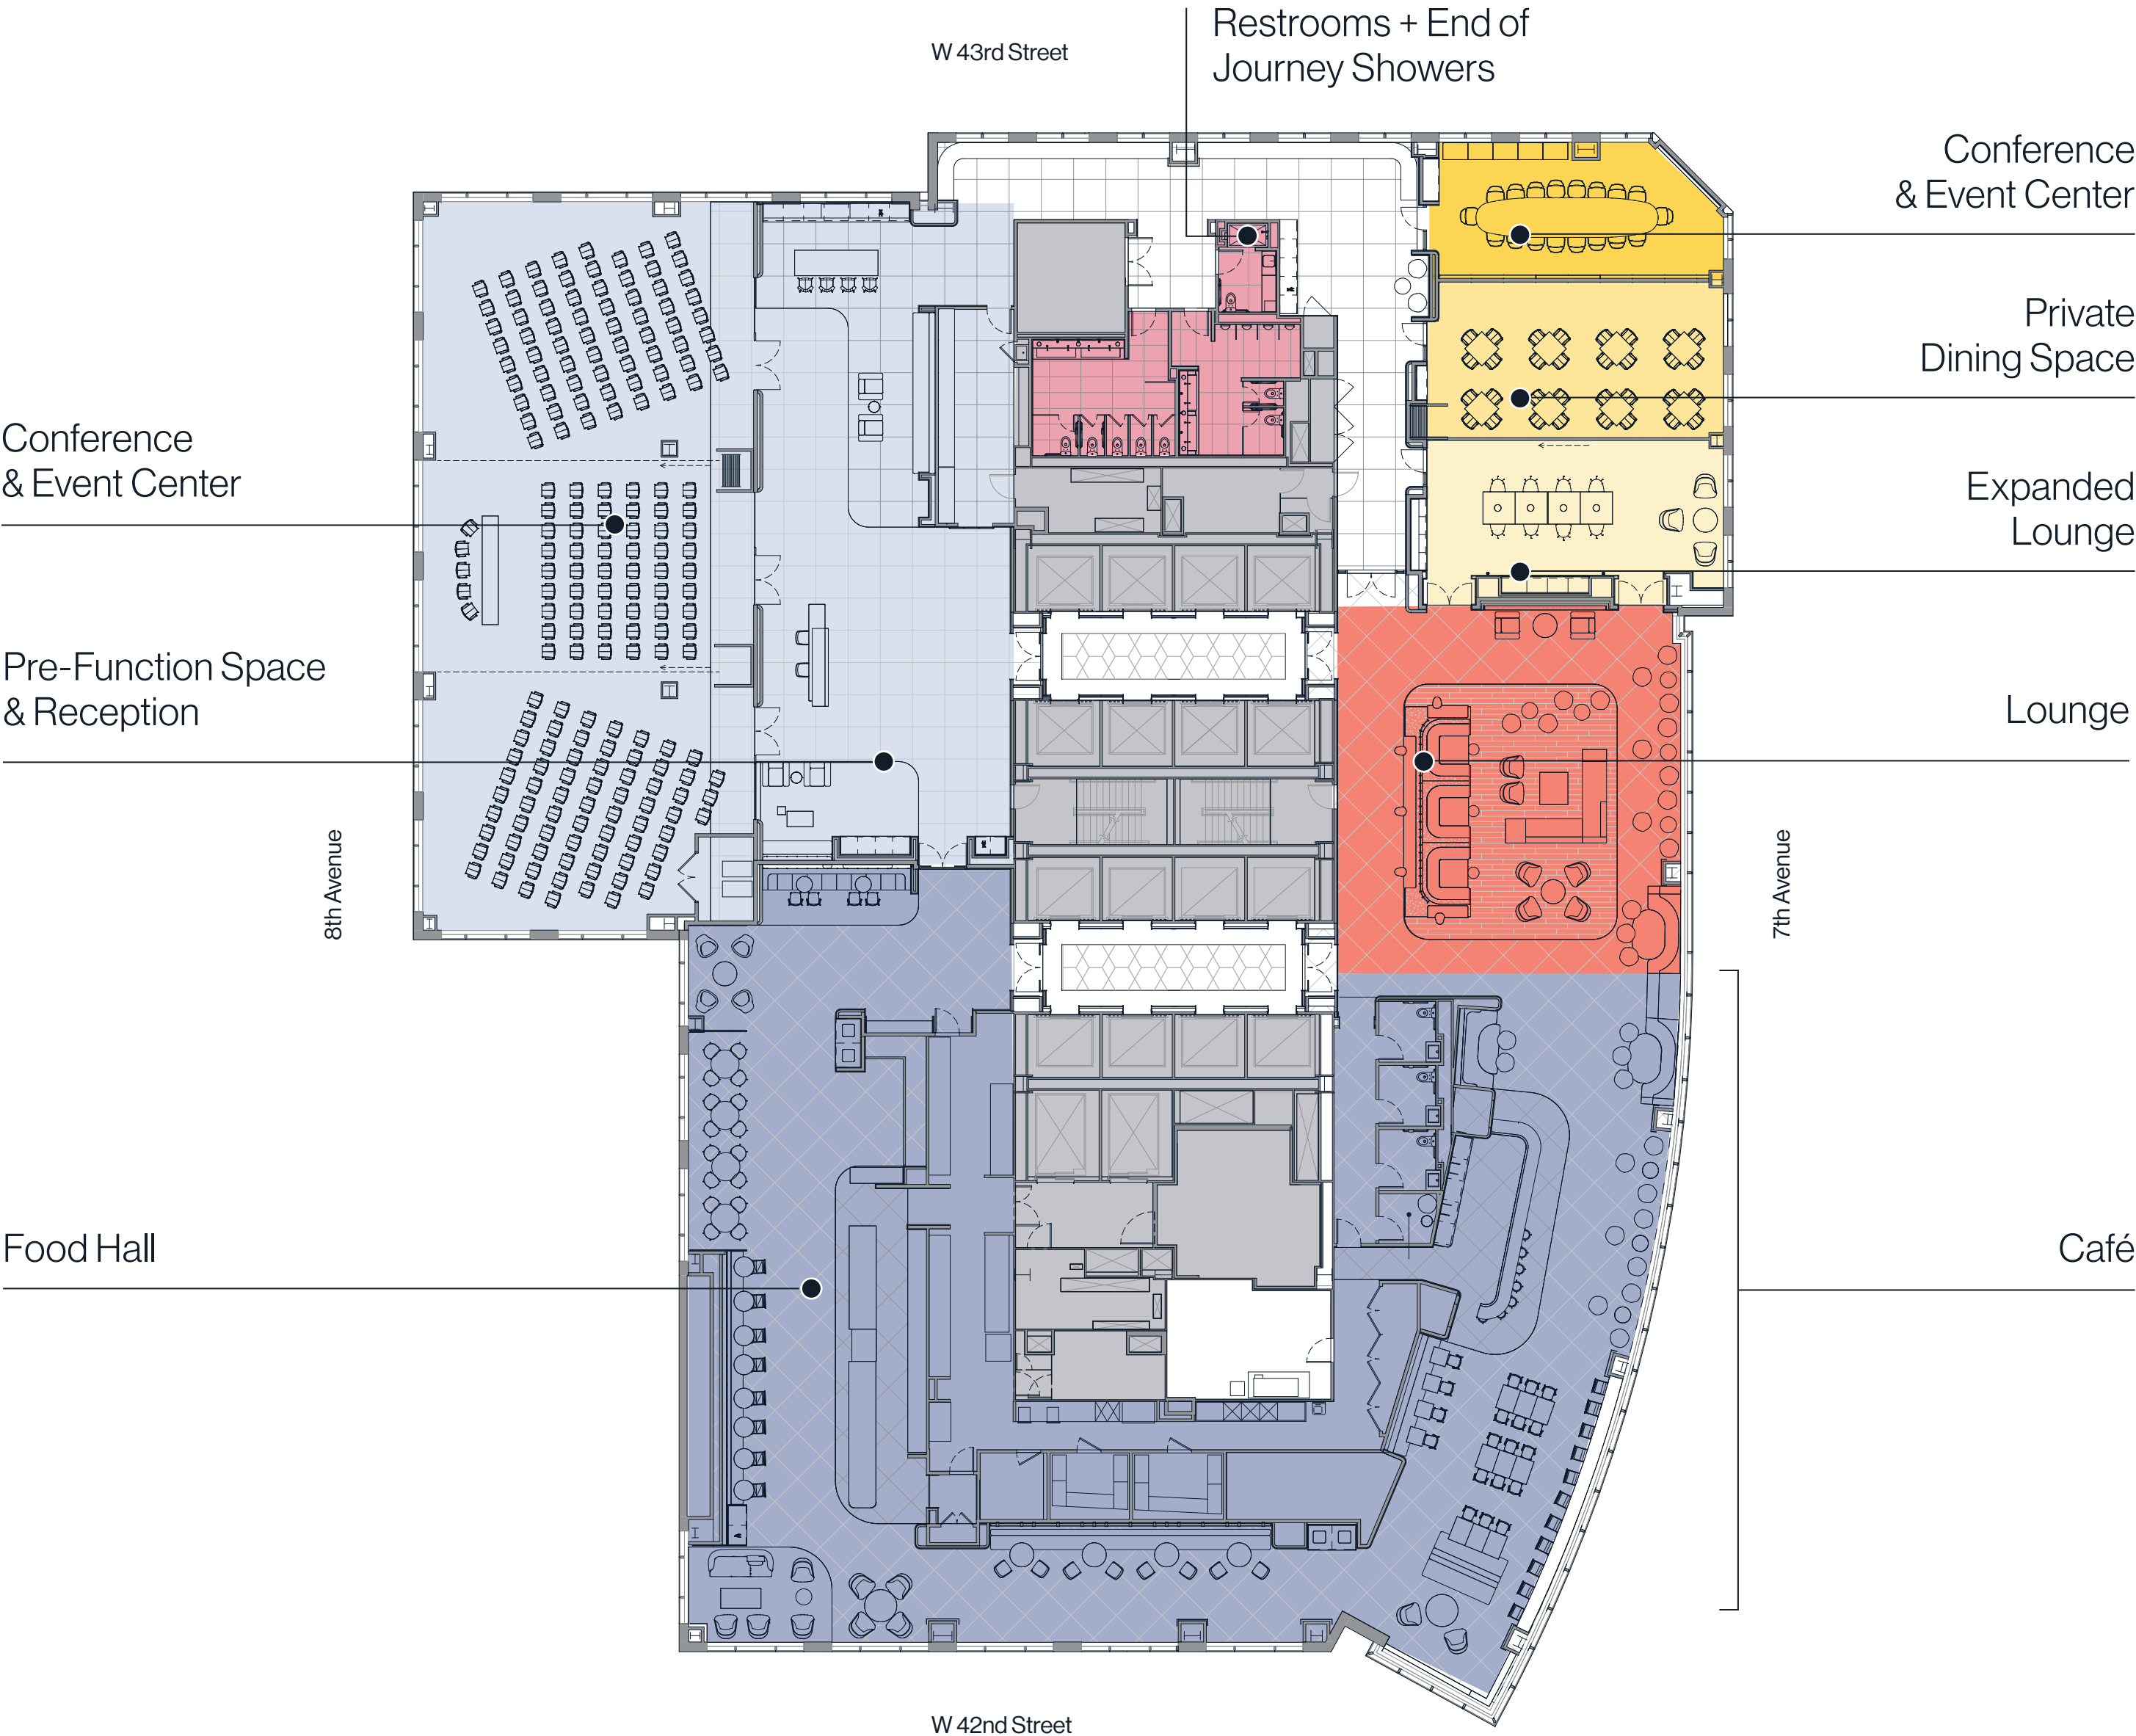 W 43rd Street
Restrooms + End of
Journey Showers
Conference
& Event Center
Private
Dining Space
Conference
& Event Center
Expanded
Lounge
Pre-Function Space
& Reception
Lounge
8th Avenue
7th Avenue
Food Hall
Café
W 42nd Street